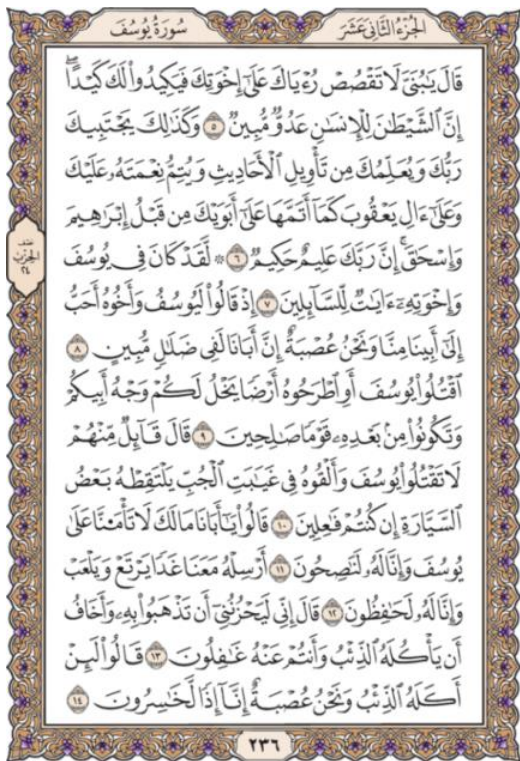 الجزء الثاني عشر
سورة يوسف
قَالَ يَٰبُنَيَّ لَا تَقۡصُصۡ رُءۡيَاكَ عَلَىٰٓ إِخۡوَتِكَ فَيَكِيدُواْ لَكَ كَيۡدًاۖ
إِنَّ ٱلشَّيۡطَٰنَ لِلۡإِنسَٰنِ عَدُوّٞ مُّبِينٞ ٥ وَكَذَٰلِكَ يَجۡتَبِيكَ
رَبُّكَ وَيُعَلِّمُكَ مِن تَأۡوِيلِ ٱلۡأَحَادِيثِ وَيُتِمُّ نِعۡمَتَهُۥ عَلَيۡكَ
وَعَلَىٰٓ ءَالِ يَعۡقُوبَ كَمَآ أَتَمَّهَا عَلَىٰٓ أَبَوَيۡكَ مِن قَبۡلُ إِبۡرَٰهِيمَ
وَإِسۡحَٰقَۚ إِنَّ رَبَّكَ عَلِيمٌ حَكِيمٞ ٦ ۞ لَّقَدۡ كَانَ فِي يُوسُفَ
نصف
الحزب
٢٤
وَإِخۡوَتِهِۦٓ ءَايَٰتٞ لِّلسَّآئِلِينَ ٧ إِذۡ قَالُواْ لَيُوسُفُ وَأَخُوهُ أَحَبُّ
إِلَىٰٓ أَبِينَا مِنَّا وَنَحۡنُ عُصۡبَةٌ إِنَّ أَبَانَا لَفِي ضَلَٰلٖ مُّبِينٍ ٨
ٱقۡتُلُواْ يُوسُفَ أَوِ ٱطۡرَحُوهُ أَرۡضٗا يَخۡلُ لَكُمۡ وَجۡهُ أَبِيكُمۡ
وَتَكُونُواْ مِنۢ بَعۡدِهِۦ قَوۡمٗا صَٰلِحِينَ ٩ قَالَ قَآئِلٞ مِّنۡهُمۡ
لَا تَقۡتُلُواْ يُوسُفَ وَأَلۡقُوهُ فِي غَيَٰبَتِ ٱلۡجُبِّ يَلۡتَقِطۡهُ بَعۡضُ
ٱلسَّيَّارَةِ إِن كُنتُمۡ فَٰعِلِينَ ١٠ قَالُواْ يَٰٓأَبَانَا مَالَكَ لَا تَأۡمَ۬نَّا عَلَىٰ
يُوسُفَ وَإِنَّا لَهُۥ لَنَٰصِحُونَ ١١ أَرۡسِلۡهُ مَعَنَا غَدٗا يَرۡتَعۡ وَيَلۡعَبۡ
وَإِنَّا لَهُۥ لَحَٰفِظُونَ ١٢ قَالَ إِنِّي لَيَحۡزُنُنِيٓ أَن تَذۡهَبُواْ بِهِۦ وَأَخَافُ
أَن يَأۡكُلَهُ ٱلذِّئۡبُ وَأَنتُمۡ عَنۡهُ غَٰفِلُونَ ١٣ قَالُواْ لَئِنۡ
أَكَلَهُ ٱلذِّئۡبُ وَنَحۡنُ عُصۡبَةٌ إِنَّآ إِذٗا لَّخَٰسِرُونَ ١٤
٢٣٦